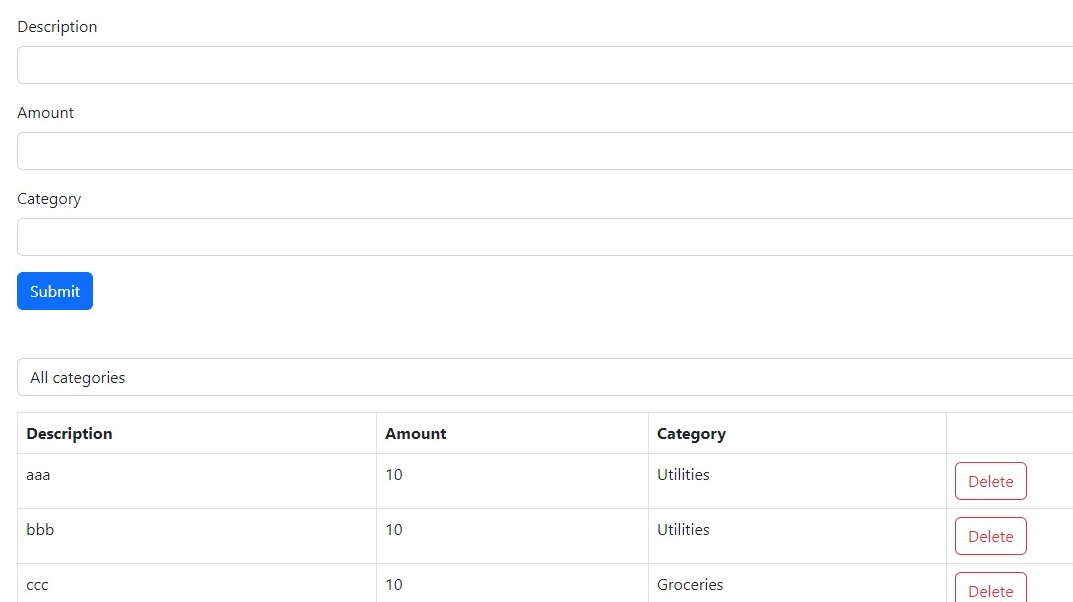 Description
Amount
Category
Submit
All categories
Description Amount Category
aaa 10 Utilities Delete
bbb 10 Utilities Delete
ccc 10 Groceries Delete